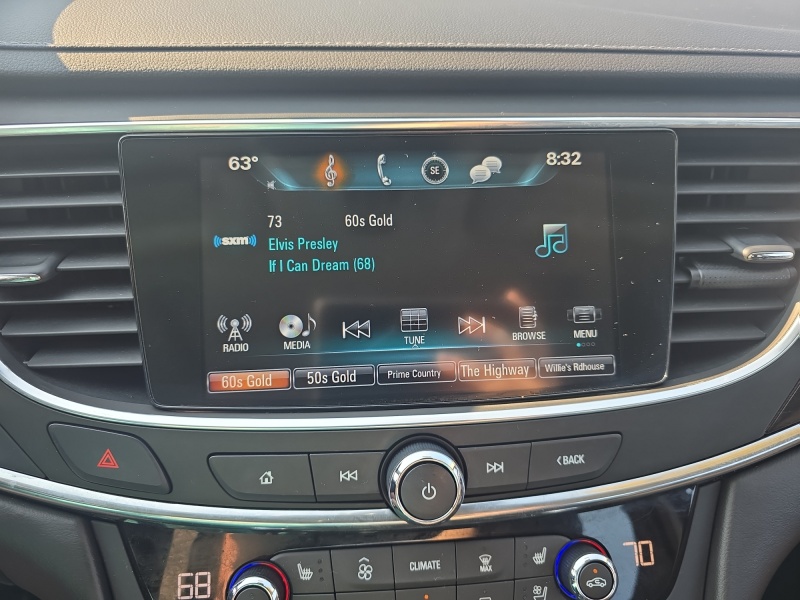 63° SE 8:32
73 60s Gold
sxm
Elvis Presley
If I Can Dream (68)
RADIO MEDIA TUNE BROWSE MENU
60s Gold 50s Gold Prime Country The Highway Willie's Rdhouse
BACK
68 CLIMATE MAX 70